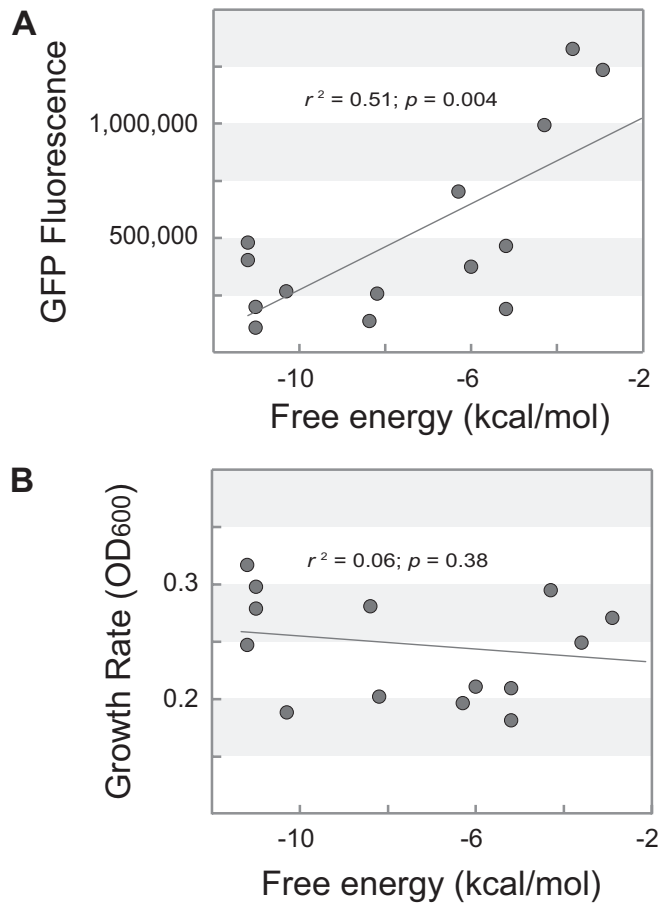 A
GFP Fluorescence
r² = 0.51; p = 0.004
1,000,000
500,000
-10 -6 -2
Free energy (kcal/mol)
B
Growth Rate (OD600)
r² = 0.06; p = 0.38
0.3
0.2
-10 -6 -2
Free energy (kcal/mol)